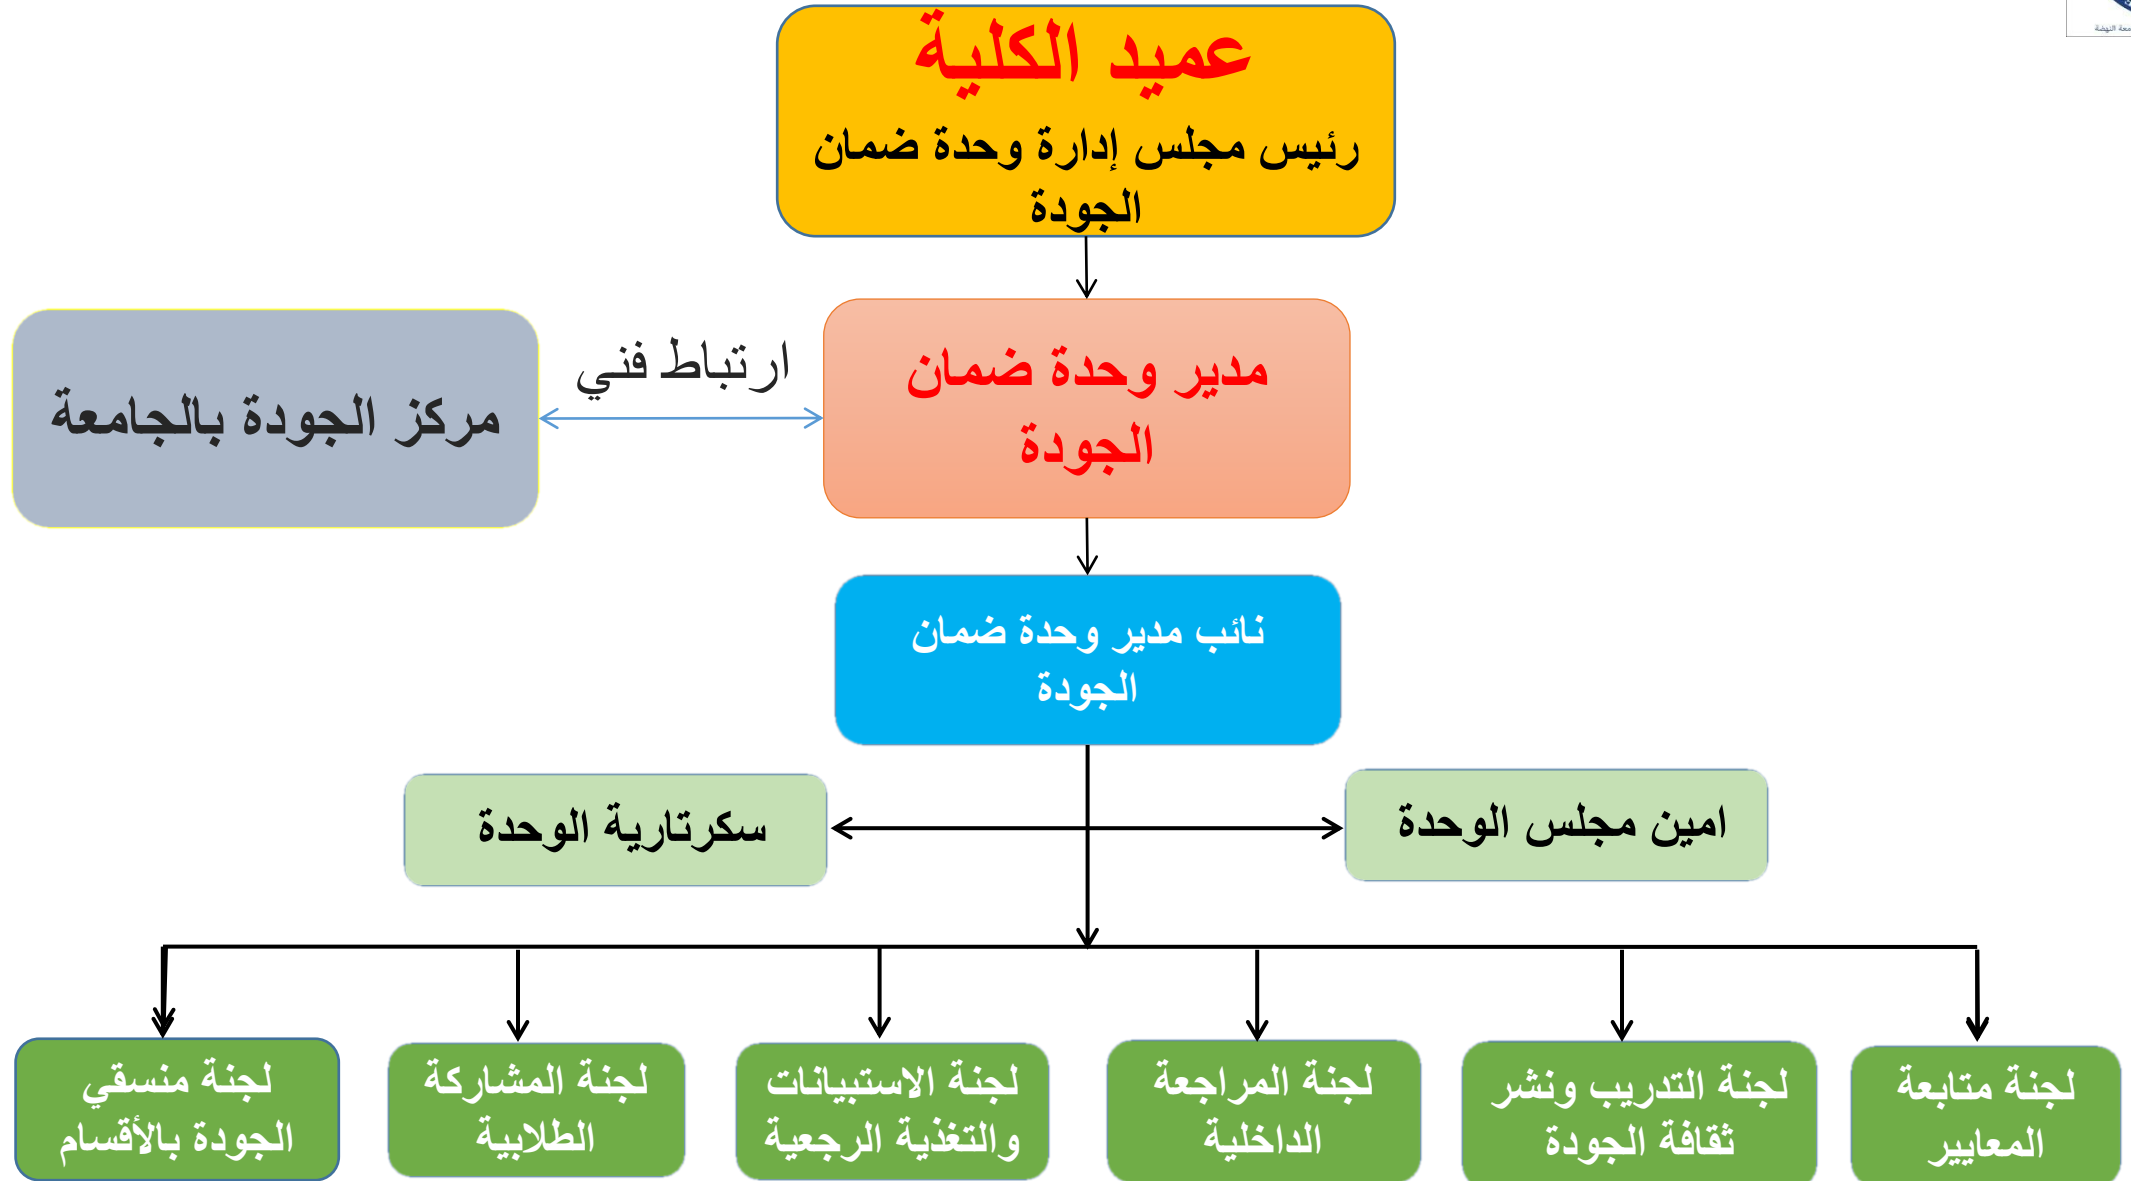 عميد الكلية
رئيس مجلس إدارة وحدة ضمان
الجودة
مدير وحدة ضمان
الجودة
ارتباط فني
مركز الجودة بالجامعة
نائب مدير وحدة ضمان
الجودة
امين مجلس الوحدة
سكرتارية الوحدة
لجنة متابعة
المعايير
لجنة التدريب ونشر
ثقافة الجودة
لجنة المراجعة
الداخلية
لجنة الاستبيانات
والتغذية الرجعية
لجنة المشاركة
الطلابية
لجنة منسقي
الجودة بالأقسام